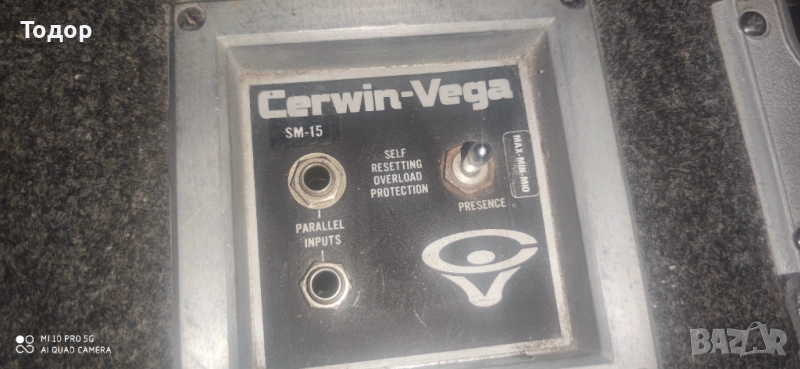 Тодор
Cerwin-Vega
SM-15
SELF
RESETTING
OVERLOAD
PROTECTION
MAX-MIN-MID
PRESENCE
PARALLEL
INPUTS
MI 10 PRO 5G
AI QUAD CAMERA
BAZAR